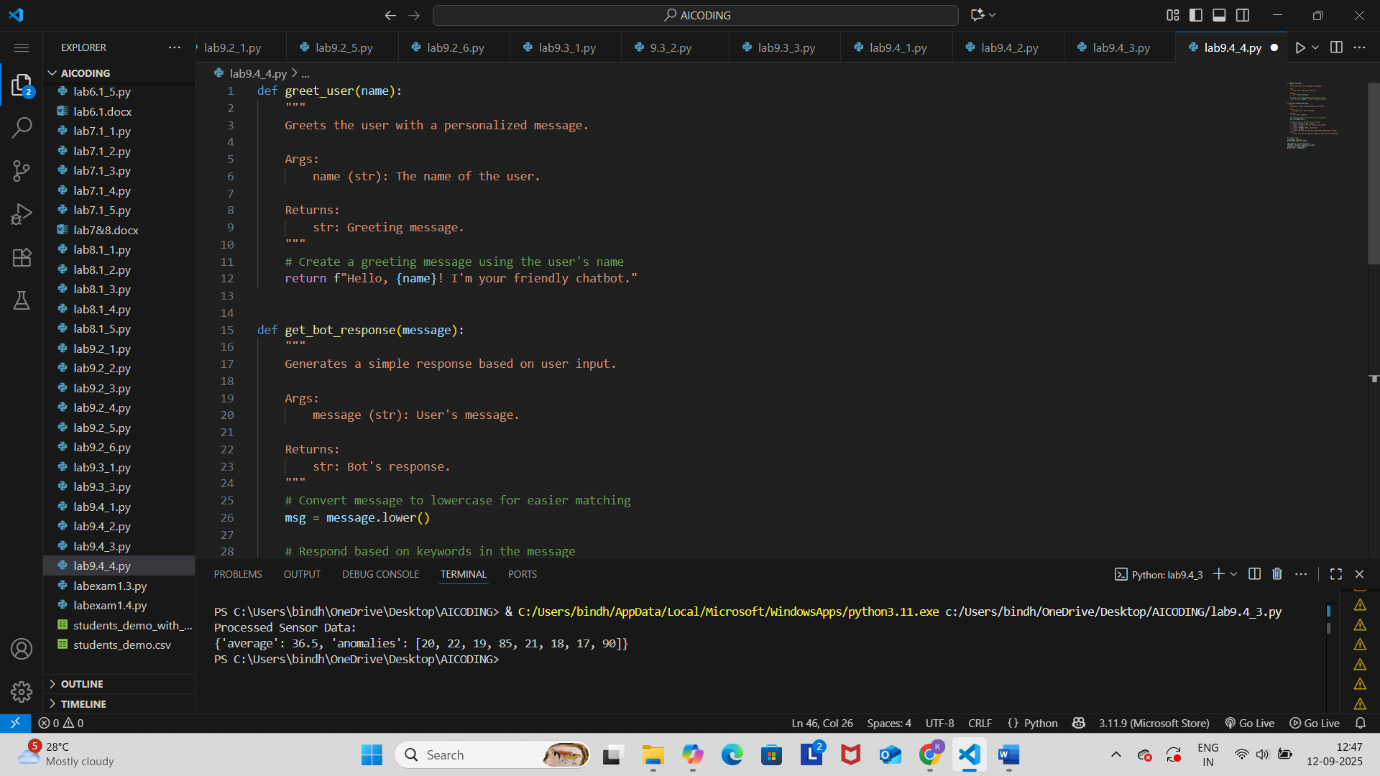 AICODING
EXPLORER
lab9.2_1.py
lab9.2_5.py
lab9.2_6.py
lab9.3_1.py
9.3_2.py
lab9.3_3.py
lab9.4_1.py
lab9.4_2.py
lab9.4_3.py
lab9.4_4.py
AICODING
lab6.1_5.py
lab6.1.docx
lab7.1_1.py
lab7.1_2.py
lab7.1_3.py
lab7.1_4.py
lab7.1_5.py
lab7&8.docx
lab8.1_1.py
lab8.1_2.py
lab8.1_3.py
lab8.1_4.py
lab8.1_5.py
lab9.2_1.py
lab9.2_2.py
lab9.2_3.py
lab9.2_4.py
lab9.2_5.py
lab9.2_6.py
lab9.3_1.py
lab9.3_3.py
lab9.4_1.py
lab9.4_2.py
lab9.4_3.py
lab9.4_4.py
labexam1.3.py
labexam1.4.py
students_demo_with_...
students_demo.csv
OUTLINE
TIMELINE
2
lab9.4_4.py > ...
1 def greet_user(name):
2 """
3 Greets the user with a personalized message.
4
5 Args:
6 name (str): The name of the user.
7
8 Returns:
9 str: Greeting message.
10 """
11 # Create a greeting message using the user's name
12 return f"Hello, {name}! I'm your friendly chatbot."
13
14
15 def get_bot_response(message):
16 """
17 Generates a simple response based on user input.
18
19 Args:
20 message (str): User's message.
21
22 Returns:
23 str: Bot's response.
24 """
25 # Convert message to lowercase for easier matching
26 msg = message.lower()
27
28 # Respond based on keywords in the message
PROBLEMS OUTPUT DEBUG CONSOLE TERMINAL PORTS
Python: lab9.4_3
PS C:\Users\bindh\OneDrive\Desktop\AICODING> & C:/Users/bindh/AppData/Local/Microsoft/WindowsApps/python3.11.exe c:/Users/bindh/OneDrive/Desktop/AICODING/lab9.4_3.py
Processed Sensor Data:
{'average': 36.5, 'anomalies': [20, 22, 19, 85, 21, 18, 17, 90]}
PS C:\Users\bindh\OneDrive\Desktop\AICODING>
0 0
Ln 46, Col 26 Spaces: 4 UTF-8 CRLF {} Python 3.11.9 (Microsoft Store) Go Live Go Live
5
28°C
Mostly cloudy
Search
L 2
K
W
ENG
IN
12:47
12-09-2025